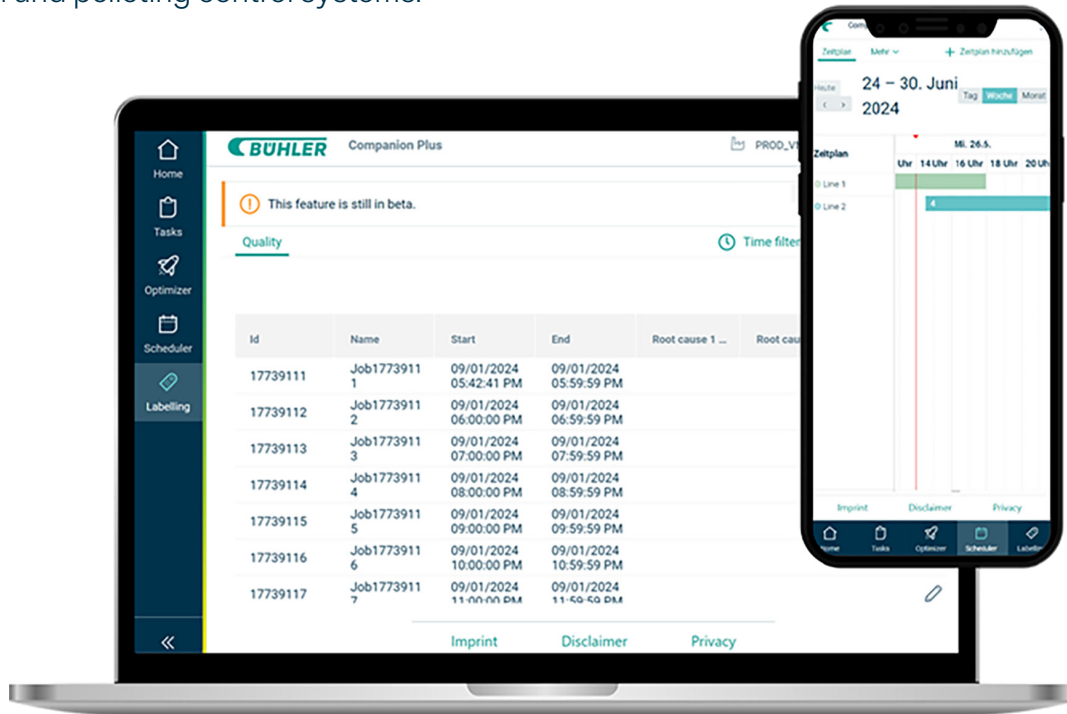 and pelleting control systems.
Home
Tasks
Optimizer
Scheduler
Labelling
BÜHLER
Companion Plus
This feature is still in beta.
Quality
Time filter
Id Name Start End Root cause 1 ...
17739111 Job1773911 09/01/2024 09/01/2024
1 05:42:41 PM 05:59:59 PM
17739112 Job1773911 09/01/2024 09/01/2024
2 06:00:00 PM 06:59:59 PM
17739113 Job1773911 09/01/2024 09/01/2024
3 07:00:00 PM 07:59:59 PM
17739114 Job1773911 09/01/2024 09/01/2024
4 08:00:00 PM 08:59:59 PM
17739115 Job1773911 09/01/2024 09/01/2024
5 09:00:00 PM 09:59:59 PM
17739116 Job1773911 09/01/2024 09/01/2024
6 10:00:00 PM 10:59:59 PM
17739117 Job1773911 09/01/2024 09/01/2024
7 11:00:00 PM 11:59:59 PM
Imprint Disclaimer Privacy
Zeitplan Mehr + Zeitplan hinzufügen
Heute
24 – 30. Juni
2024
Tag Woche Monat
Mi. 26.5.
Zeitplan
Uhr 14 Uhr 16 Uhr 18 Uhr 20 Uh
Line 1
Line 2
4
Imprint Disclaimer Privacy
Home Tasks Optimizer Scheduler Labelling